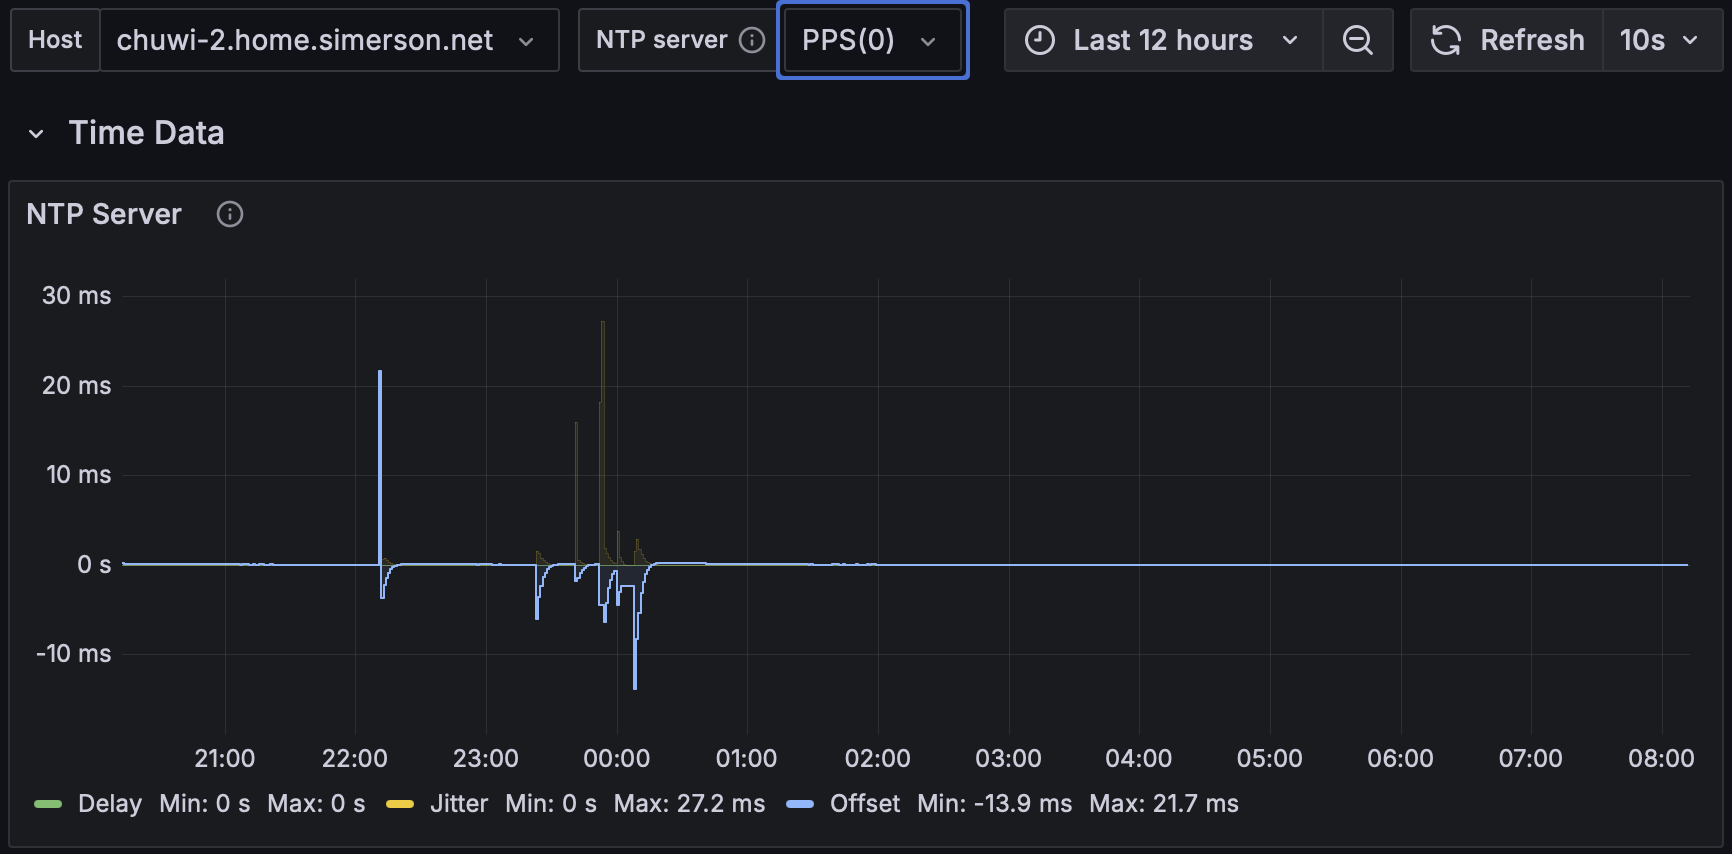 Host chuwi-2.home.simerson.net NTP server PPS(0) Last 12 hours Refresh 10s
Time Data
NTP Server
30 ms
20 ms
10 ms
0 s
-10 ms
21:00 22:00 23:00 00:00 01:00 02:00 03:00 04:00 05:00 06:00 07:00 08:00
Delay Min: 0 s Max: 0 s Jitter Min: 0 s Max: 27.2 ms Offset Min: -13.9 ms Max: 21.7 ms